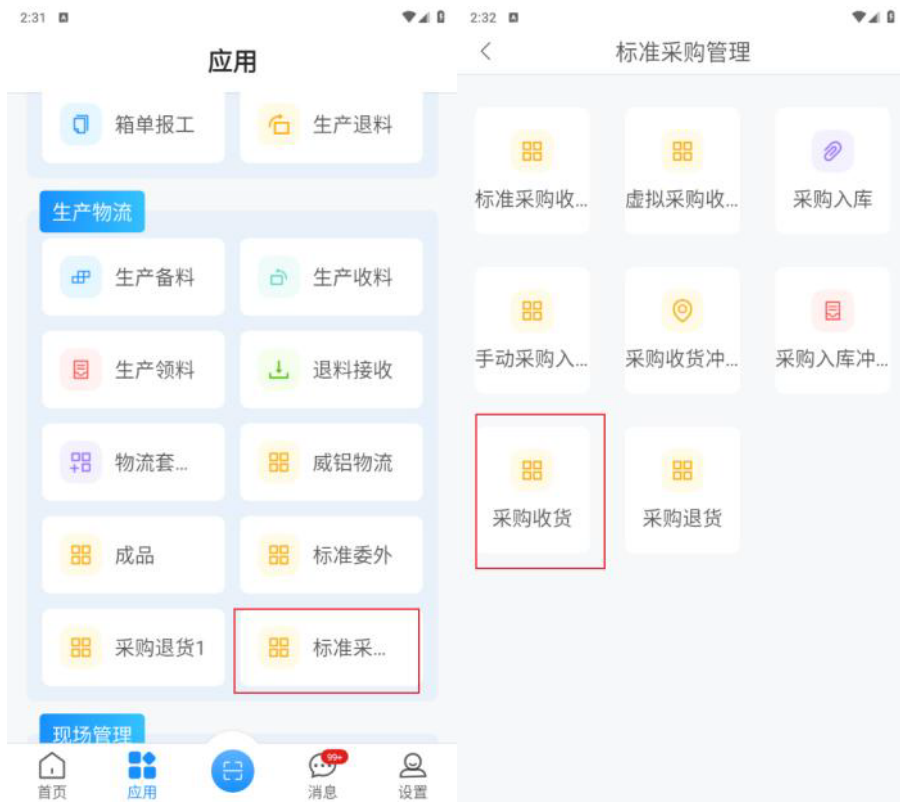 2:31
应用
箱单报工
生产退料
生产物流
生产备料
生产收料
生产领料
退料接收
物流套...
威铝物流
成品
标准委外
采购退货1
标准采...
现场管理
99+
首页
应用
消息
设置
2:32
标准采购管理
标准采购收...
虚拟采购收...
采购入库
手动采购入...
采购收货冲...
采购入库冲...
采购收货
采购退货